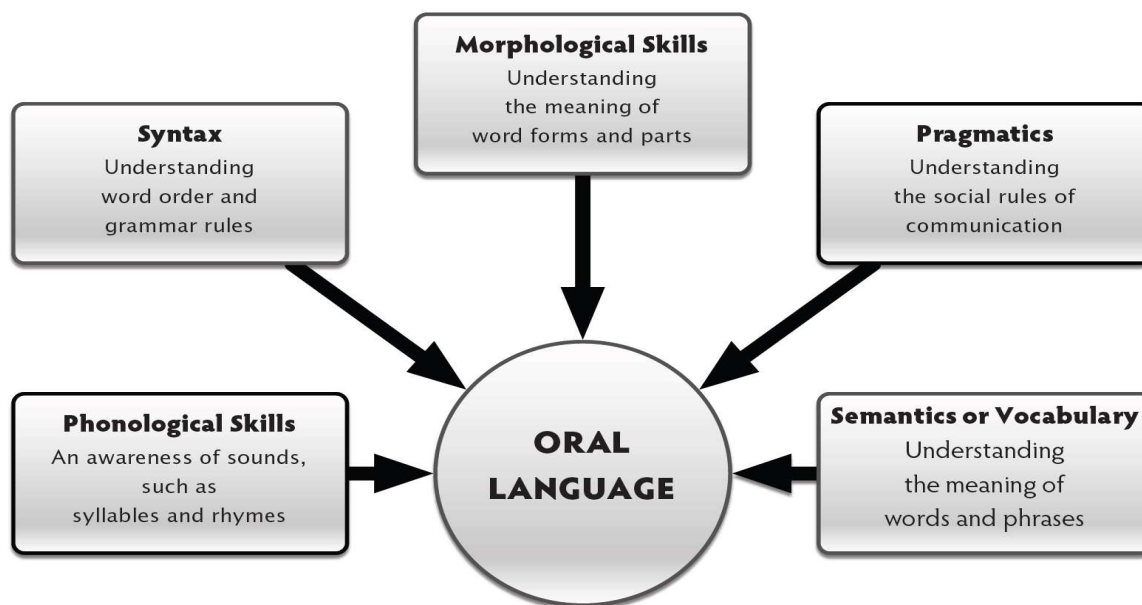 Morphological Skills
Understanding
the meaning of
word forms and parts
Syntax
Understanding
word order and
grammar rules
Pragmatics
Understanding
the social rules of
communication
Phonological Skills
An awareness of sounds,
such as
syllables and rhymes
ORAL
LANGUAGE
Semantics or Vocabulary
Understanding
the meaning of
words and phrases